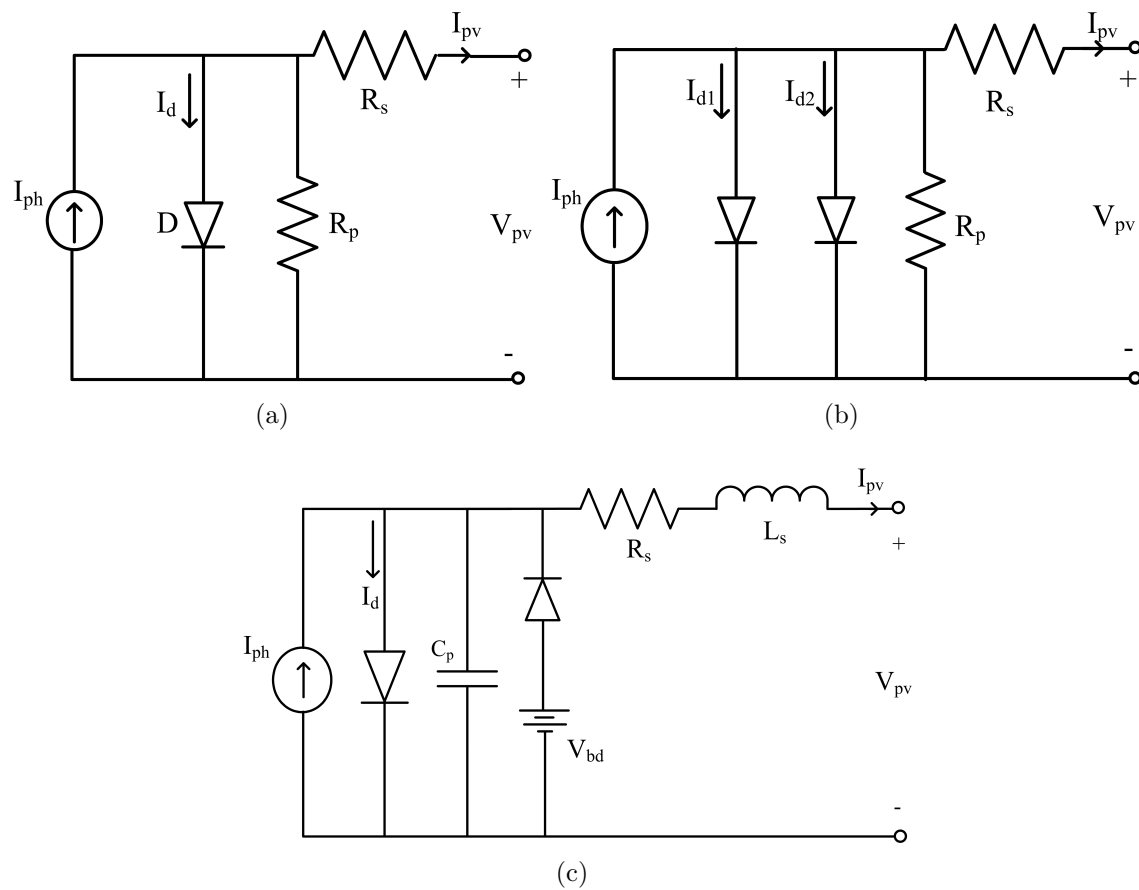 I_pv
+
I_d
R_s
I_ph
D
R_p
V_pv
-
(a)
I_pv
+
I_d1
I_d2
R_s
I_ph
R_p
V_pv
-
(b)
I_pv
R_s
L_s
+
I_d
I_ph
C_p
V_pv
V_bd
-
(c)